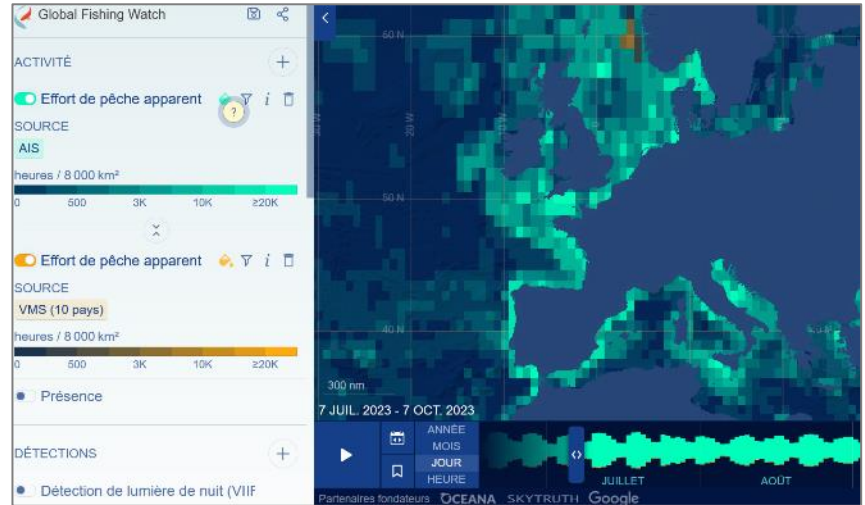 Global Fishing Watch
ACTIVITÉ
Effort de pêche apparent
?
i
SOURCE
AIS
heures / 8 000 km²
0 500 3K 10K ≥20K
Effort de pêche apparent
i
SOURCE
VMS (10 pays)
heures / 8 000 km²
0 500 3K 10K ≥20K
Présence
DÉTECTIONS
Détection de lumière de nuit (VIIF
60 N
20 W
50 N
40 N
300 nm
7 JUIL. 2023 - 7 OCT. 2023
ANNÉE
MOIS
JOUR
HEURE
JUILLET AOÛT
Partenaires fondateurs OCEANA SKYTRUTH Google